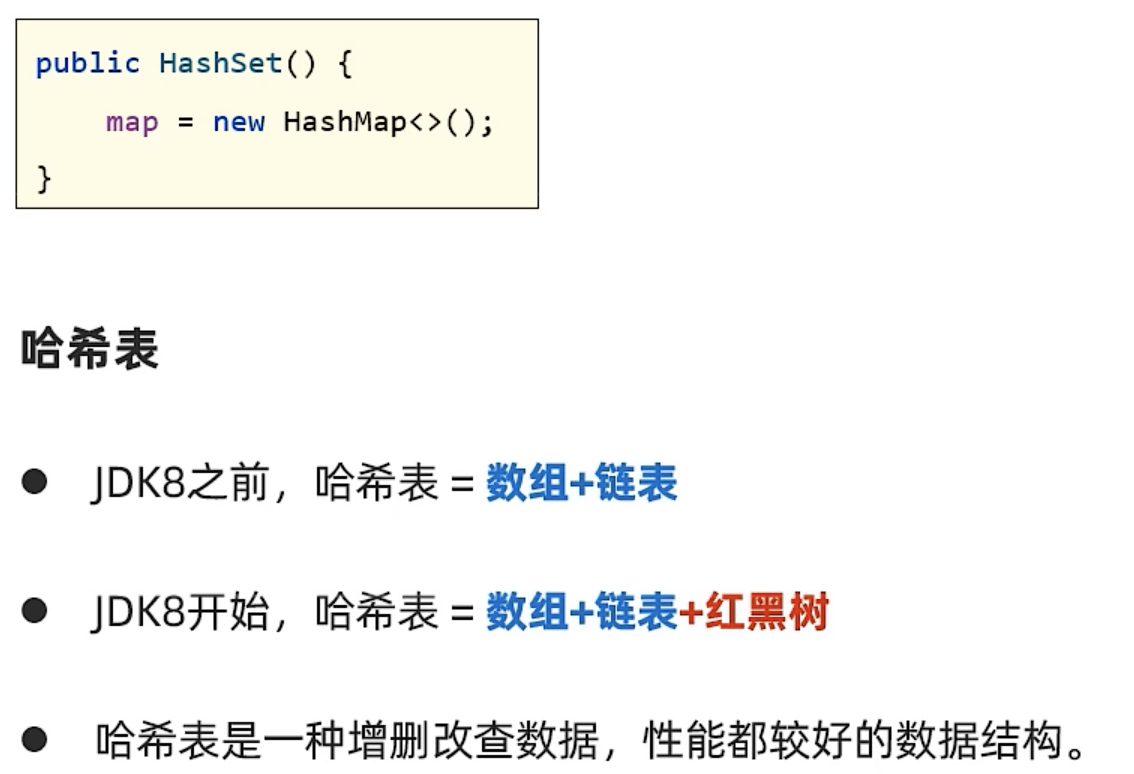 public HashSet() {
map = new HashMap<>();
}
哈希表
● JDK8之前，哈希表 = 数组+链表
● JDK8开始，哈希表 = 数组+链表+红黑树
● 哈希表是一种增删改查数据，性能都较好的数据结构。